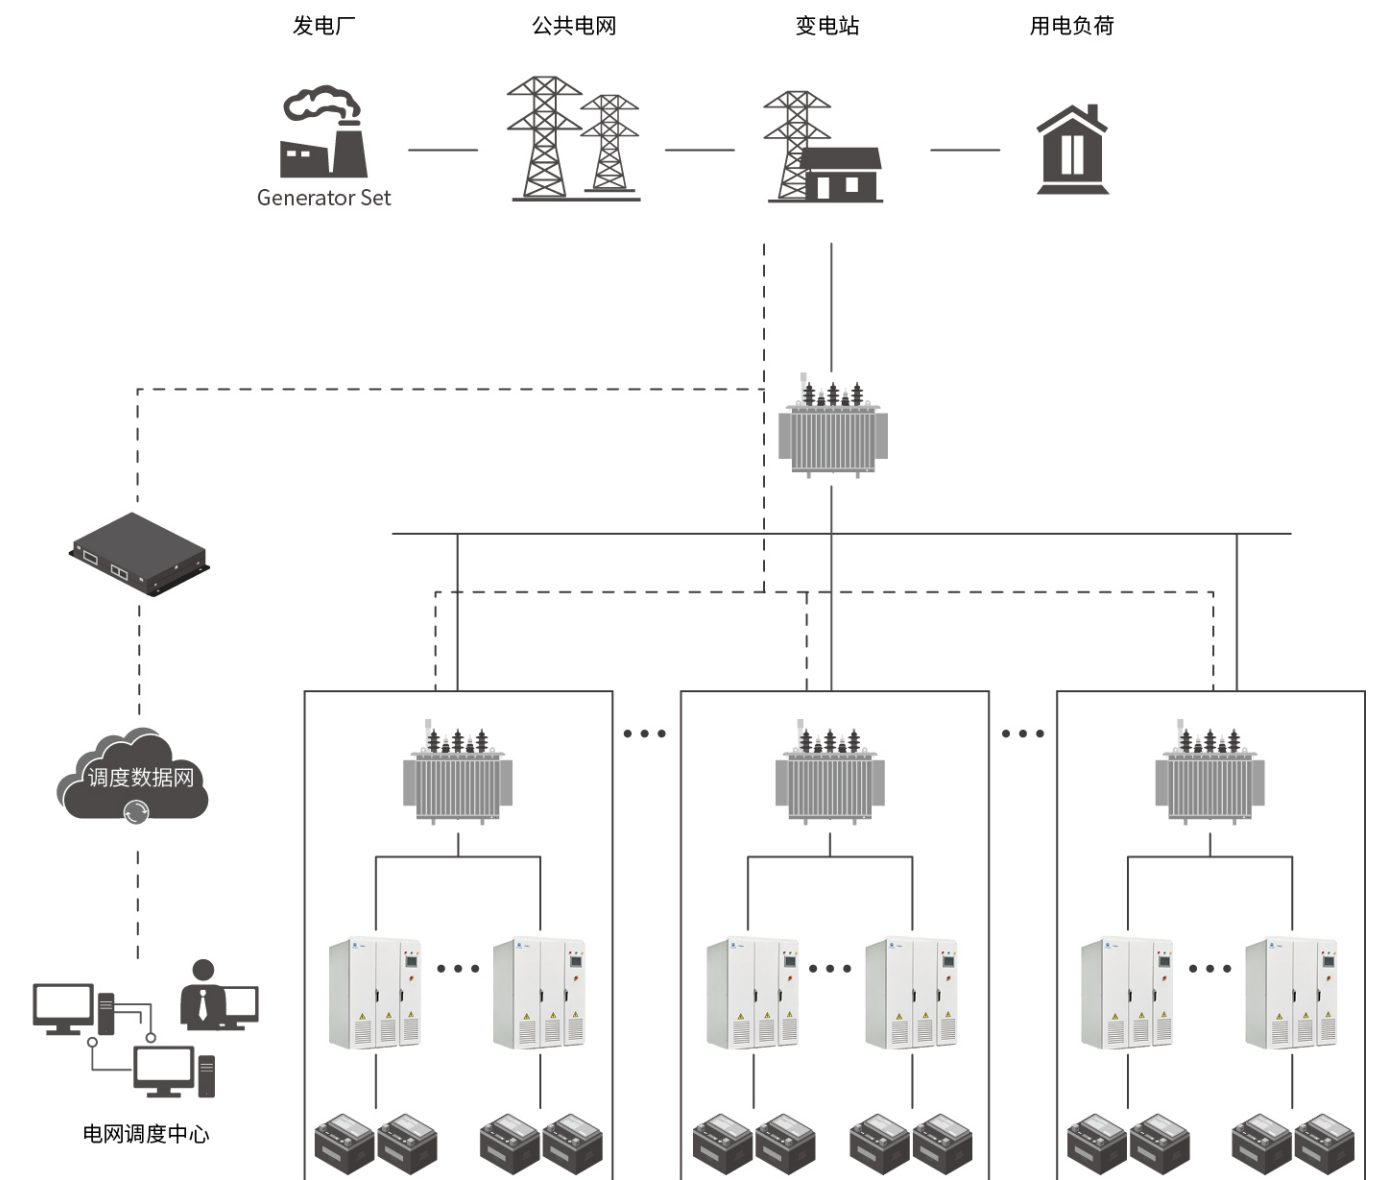 发电厂
公共电网
变电站
用电负荷
Generator Set
调度数据网
电网调度中心